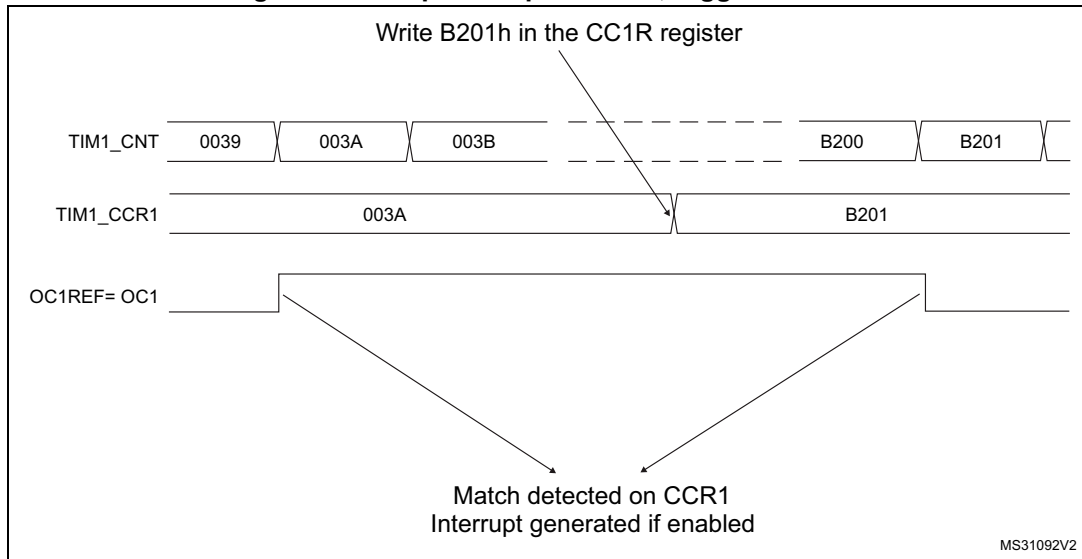 Write B201h in the CC1R register
TIM1_CNT 0039 003A 003B B200 B201
TIM1_CCR1 003A B201
OC1REF= OC1
Match detected on CCR1
Interrupt generated if enabled
MS31092V2